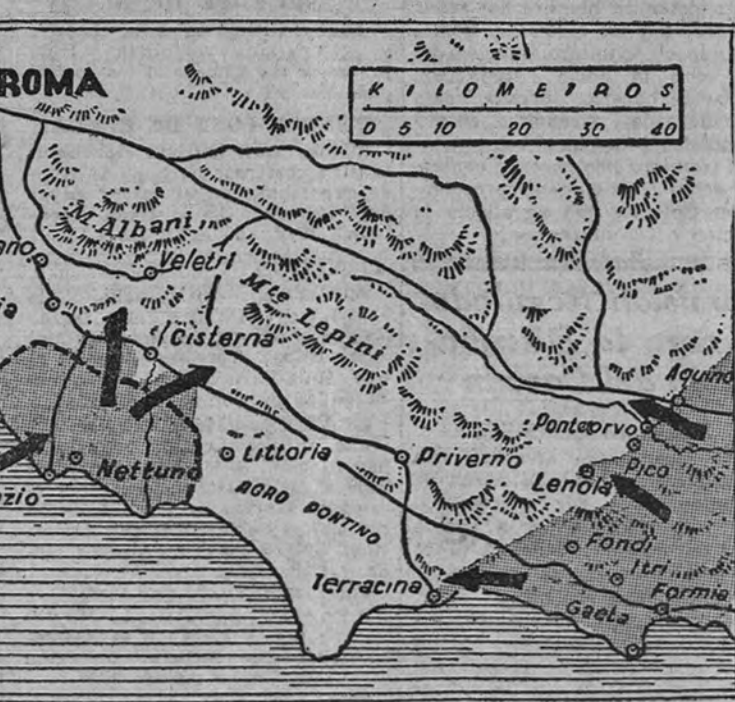 ROMA
KILOMETROS
0 5 10 20 30 40
M. Albani
Veletri
Cisterna
Mte Lepini
Aquino
Pontecorvo
Pico
Lenola
Priverno
Littoria
Nettuno
AGRO PONTINO
Fondi
Itri
Formia
Gaeta
Terracina